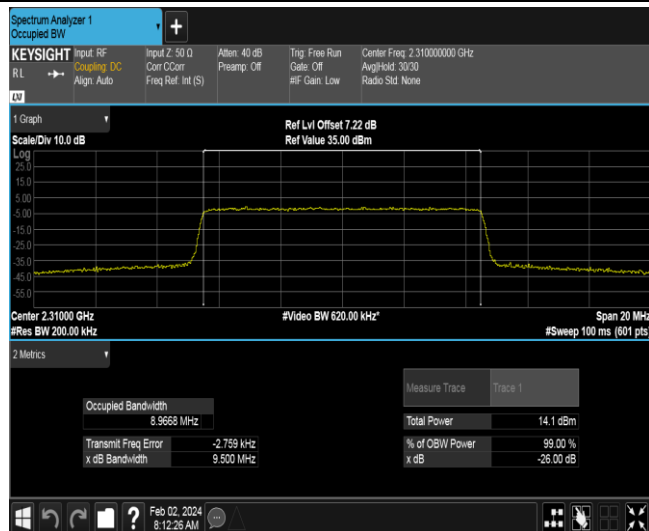 Spectrum Analyzer 1
Occupied BW
+
KEYSIGHT
RL
Input: RF
Coupling: DC
Align: Auto
Input Z: 50 Ω
Corr CCorr
Freq Ref: Int (S)
Atten: 40 dB
Preamp: Off
Trig: Free Run
Gate: Off
#IF Gain: Low
Center Freq: 2.310000000 GHz
Avg|Hold: 30/30
Radio Std: None
LXI
1 Graph
Scale/Div 10.0 dB
Ref Lvl Offset 7.22 dB
Ref Value 35.00 dBm
Log
25.0
15.0
5.00
-5.00
-15.0
-25.0
-35.0
-45.0
-55.0
Center 2.31000 GHz
#Res BW 200.00 kHz
#Video BW 620.00 kHz*
Span 20 MHz
#Sweep 100 ms (601 pts)
2 Metrics
Measure Trace Trace 1
Occupied Bandwidth
8.9668 MHz
Total Power 14.1 dBm
Transmit Freq Error -2.759 kHz
% of OBW Power 99.00 %
x dB Bandwidth 9.500 MHz
x dB -26.00 dB
?
Feb 02, 2024
8:12:26 AM